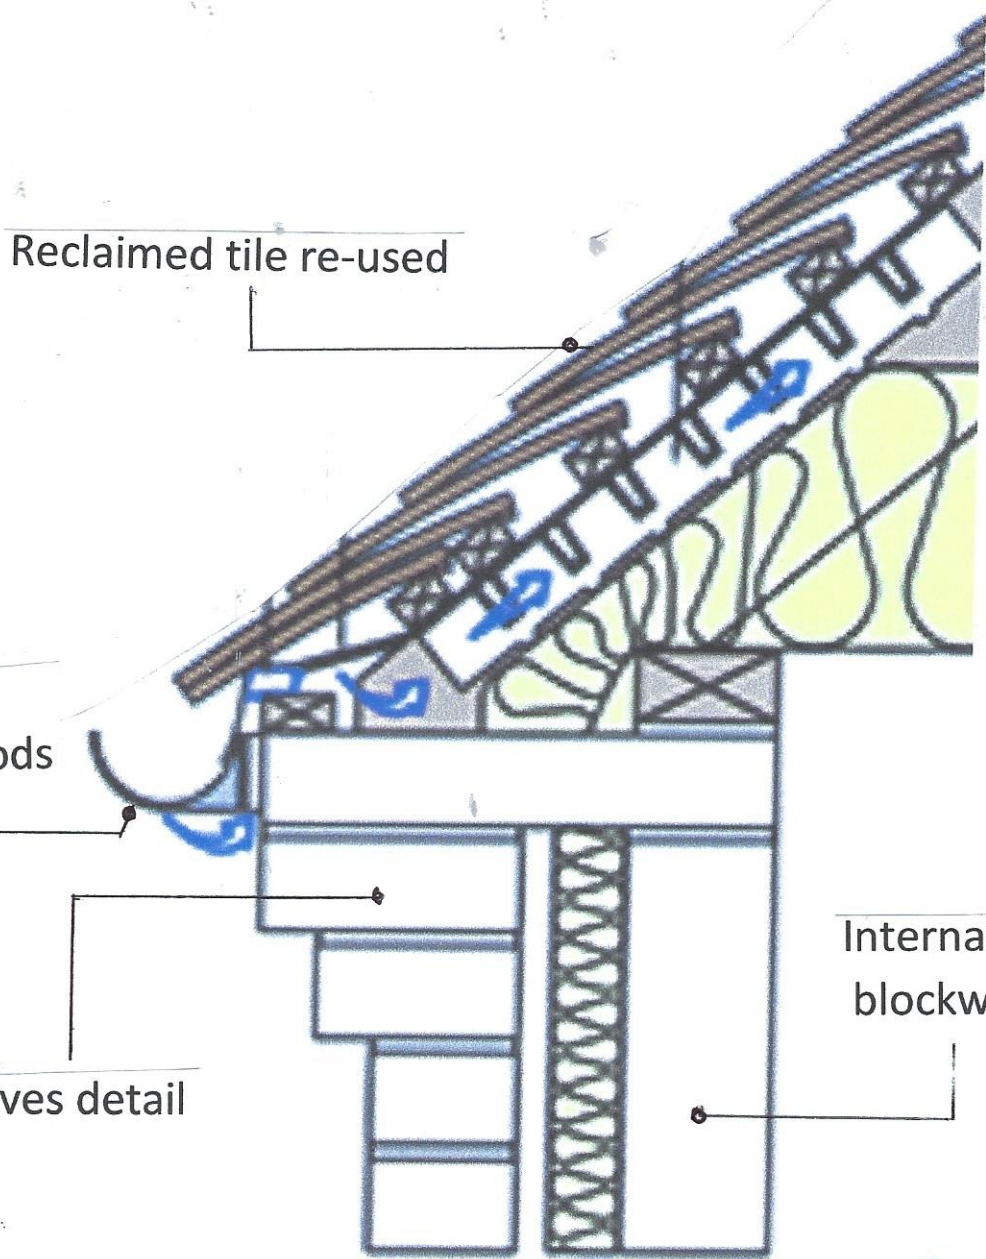 Reclaimed tile re-used
ods
ves detail
Interna
blockw